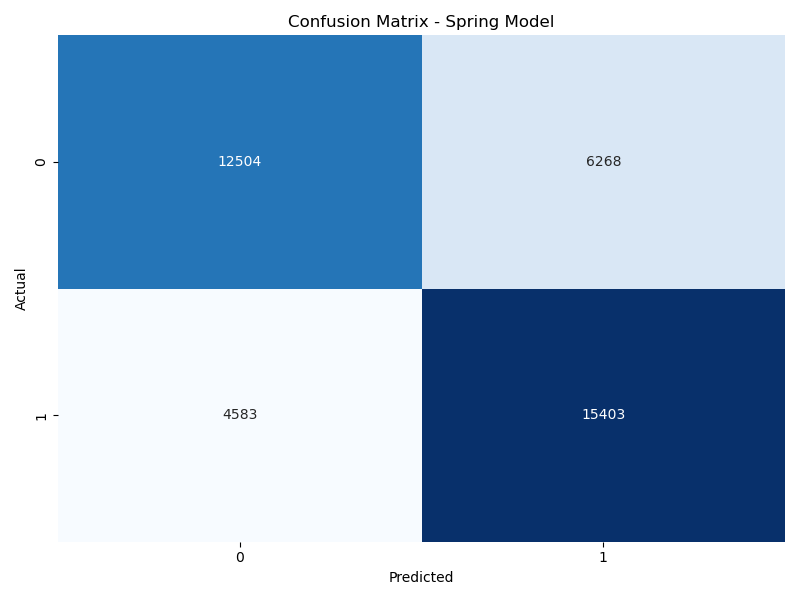 Confusion Matrix - Spring Model
0
12504
6268
Actual
1
4583
15403
0
1
Predicted